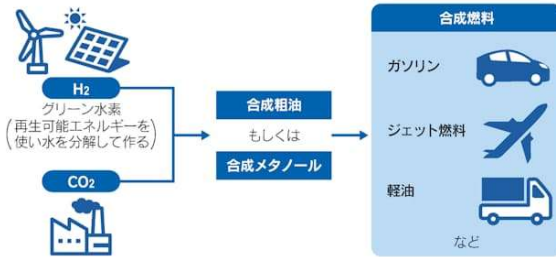 H2
グリーン水素
(再生可能エネルギーを
使い水を分解して作る)
CO2
合成粗油
もしくは
合成メタノール
合成燃料
ガソリン
ジェット燃料
軽油
など